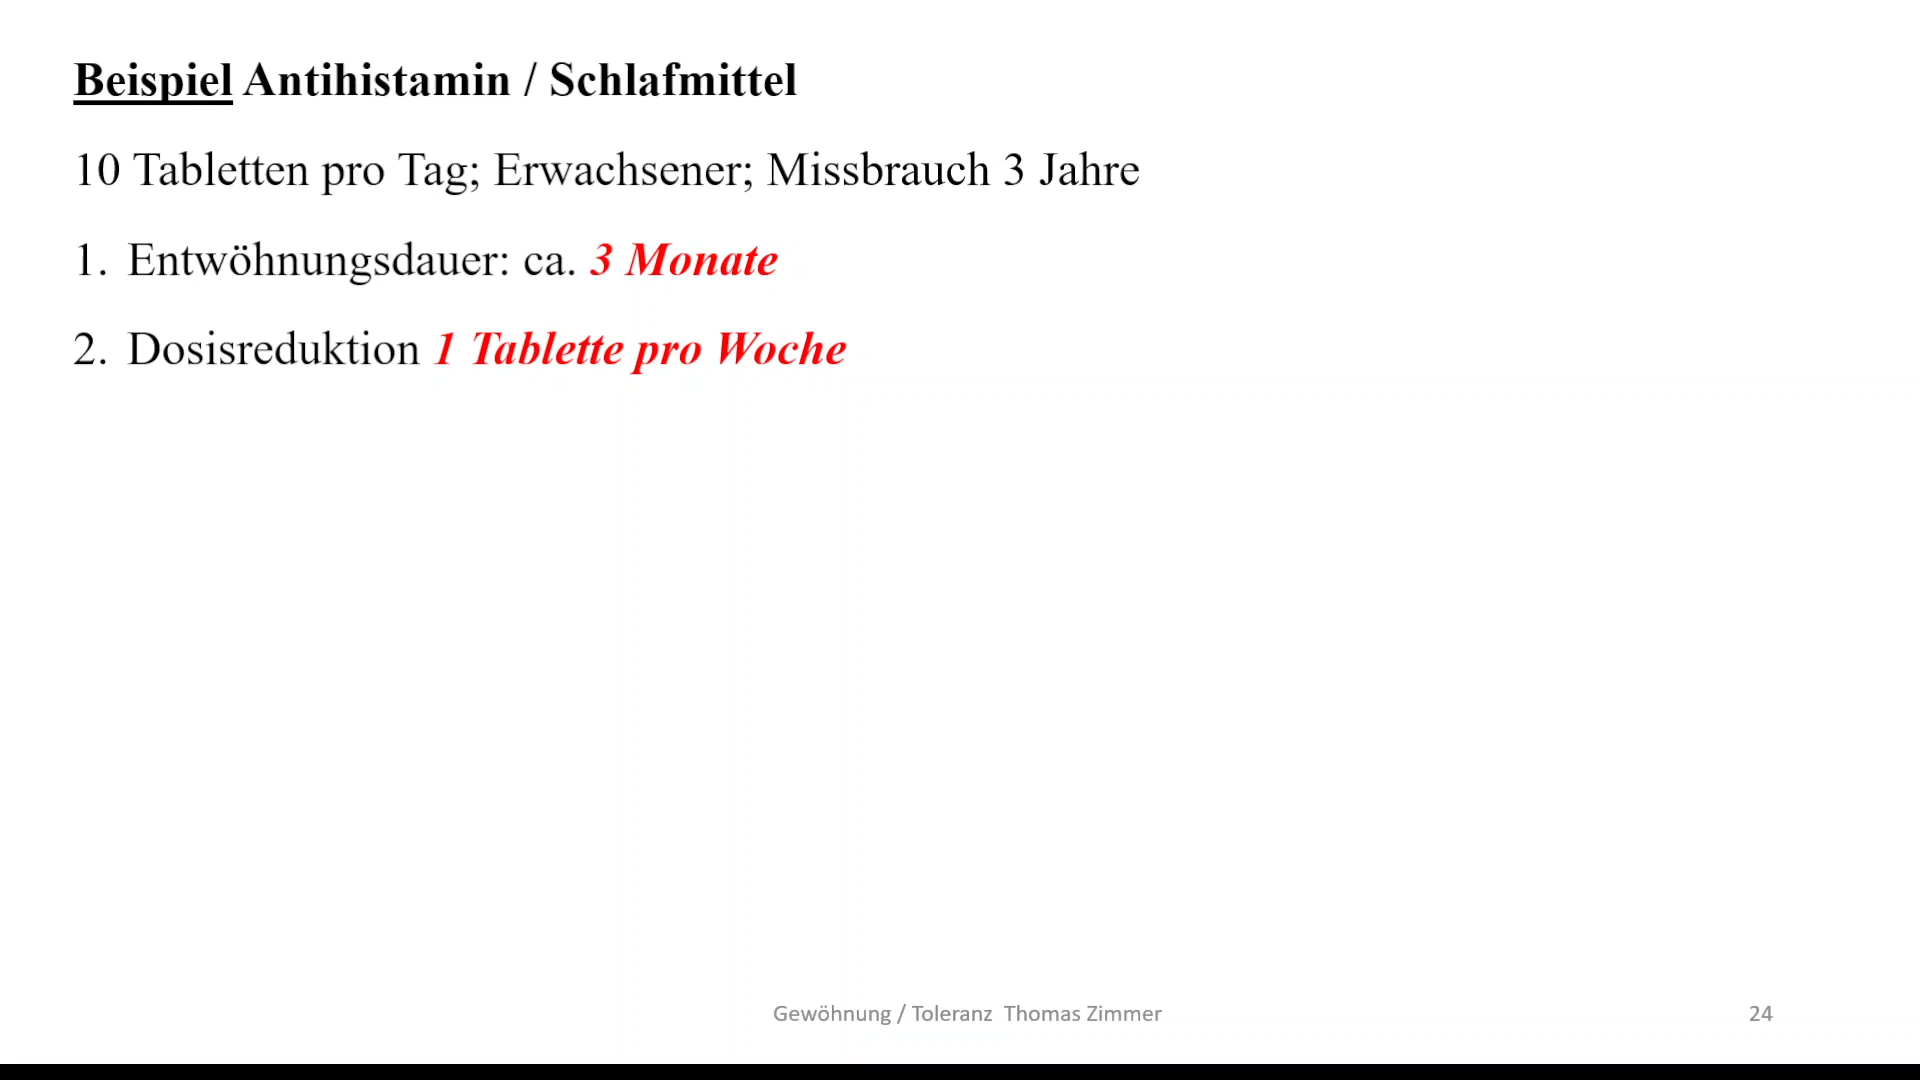 Beispiel Antihistamin / Schlafmittel
10 Tabletten pro Tag; Erwachsener; Missbrauch 3 Jahre
1. Entwöhnungsdauer: ca. 3 Monate
2. Dosisreduktion 1 Tablette pro Woche
Gewöhnung / Toleranz Thomas Zimmer
24